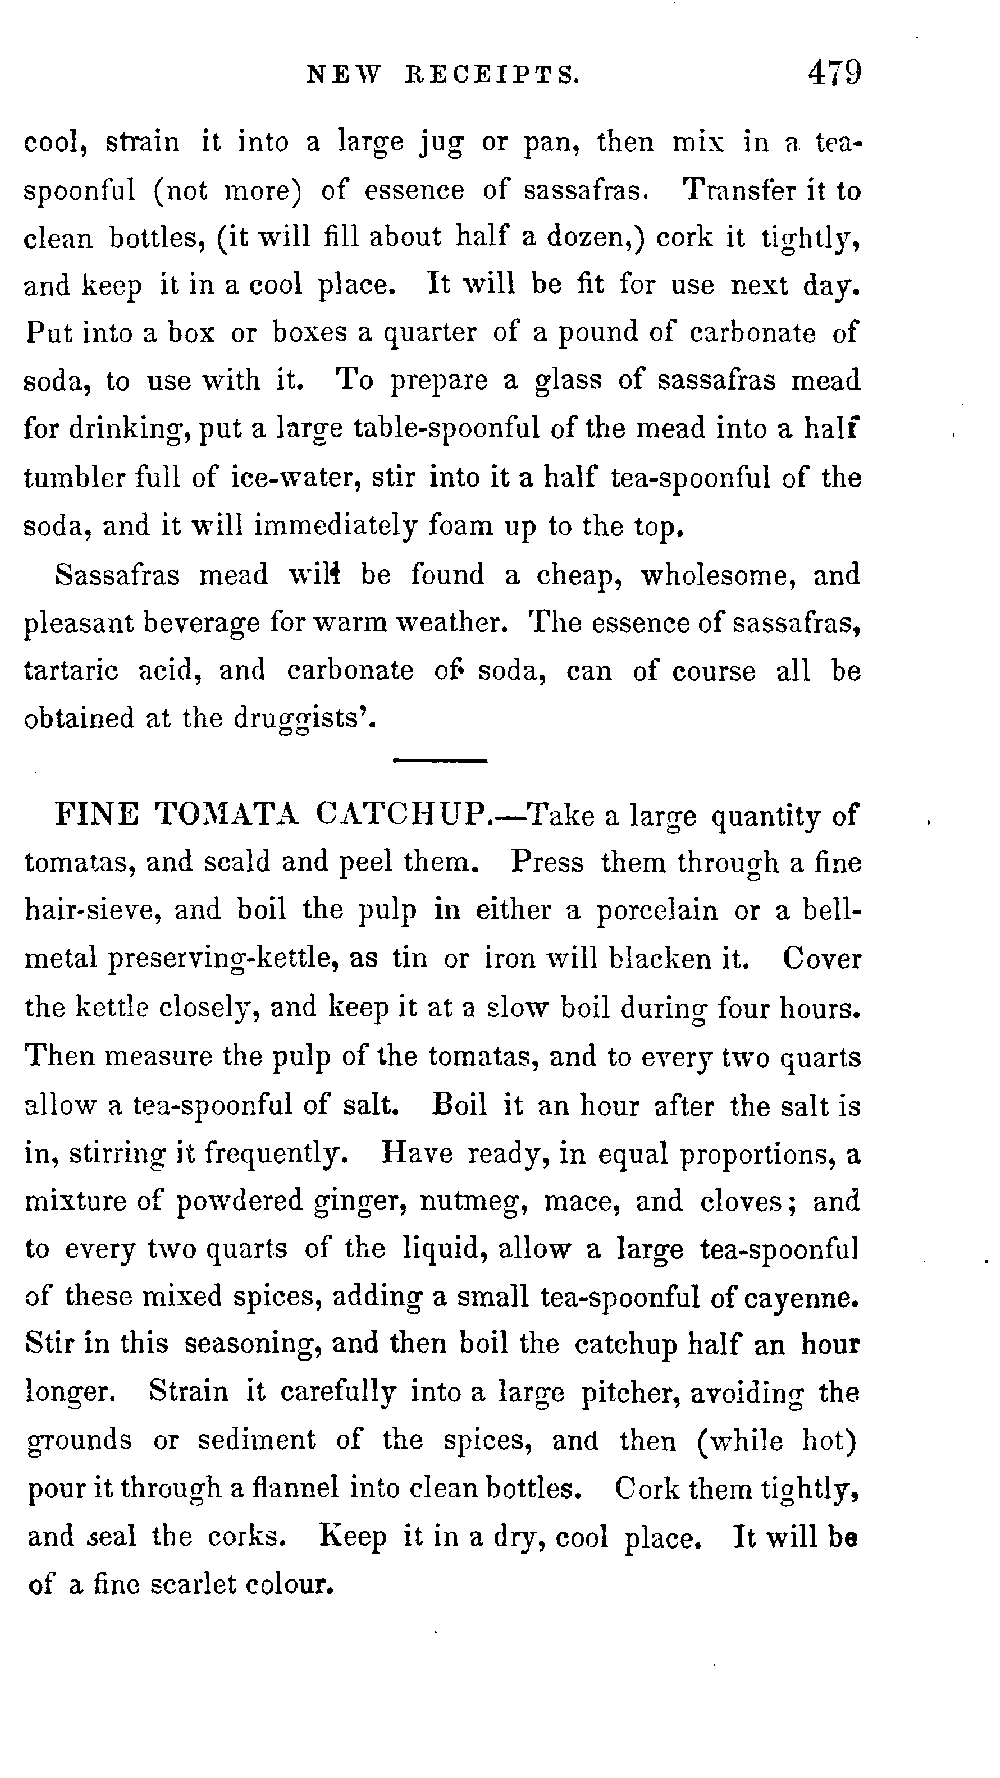 NEW RECEIPTS. 479
cool, strain it into a large jug or pan, then mix in a tea-
spoonful (not more) of essence of sassafras. Transfer it to
clean bottles, (it will fill about half a dozen,) cork it tightly,
and keep it in a cool place. It will be fit for use next day.
Put into a box or boxes a quarter of a pound of carbonate of
soda, to use with it. To prepare a glass of sassafras mead
for drinking, put a large table-spoonful of the mead into a half
tumbler full of ice-water, stir into it a half tea-spoonful of the
soda, and it will immediately foam up to the top.
Sassafras mead will be found a cheap, wholesome, and
pleasant beverage for warm weather. The essence of sassafras,
tartaric acid, and carbonate of soda, can of course all be
obtained at the druggists'.
FINE TOMATA CATCHUP.—Take a large quantity of
tomatas, and scald and peel them. Press them through a fine
hair-sieve, and boil the pulp in either a porcelain or a bell-
metal preserving-kettle, as tin or iron will blacken it. Cover
the kettle closely, and keep it at a slow boil during four hours.
Then measure the pulp of the tomatas, and to every two quarts
allow a tea-spoonful of salt. Boil it an hour after the salt is
in, stirring it frequently. Have ready, in equal proportions, a
mixture of powdered ginger, nutmeg, mace, and cloves; and
to every two quarts of the liquid, allow a large tea-spoonful
of these mixed spices, adding a small tea-spoonful of cayenne.
Stir in this seasoning, and then boil the catchup half an hour
longer. Strain it carefully into a large pitcher, avoiding the
grounds or sediment of the spices, and then (while hot)
pour it through a flannel into clean bottles. Cork them tightly,
and seal the corks. Keep it in a dry, cool place. It will be
of a fine scarlet colour.